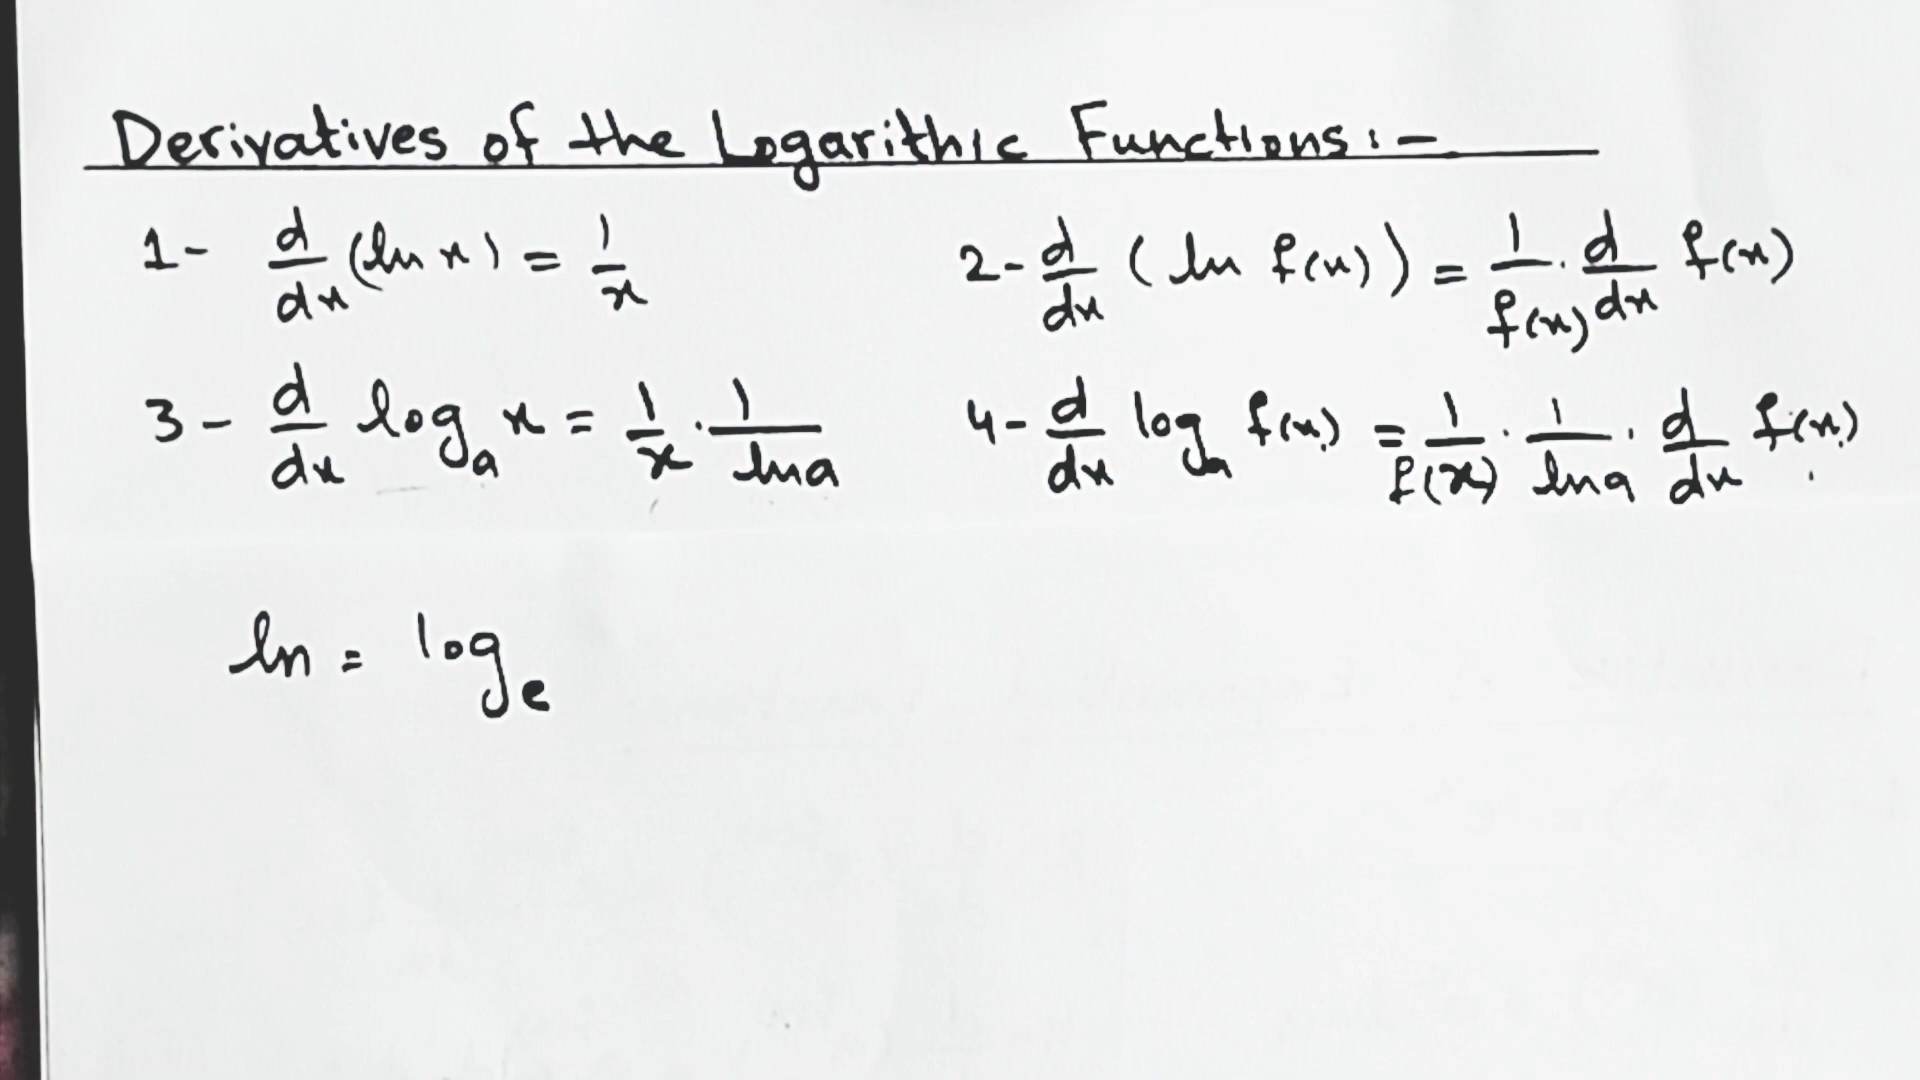 Derivatives of the Logarithic Functions:-
1- d/dx (ln x) = 1/x 2- d/dx (ln f(x)) = 1/f(x) . d/dx f(x)
3- d/dx log_a x = 1/x . 1/ln a 4- d/dx log_a f(x) = 1/f(x) . 1/ln a . d/dx f(x)
ln = log_e